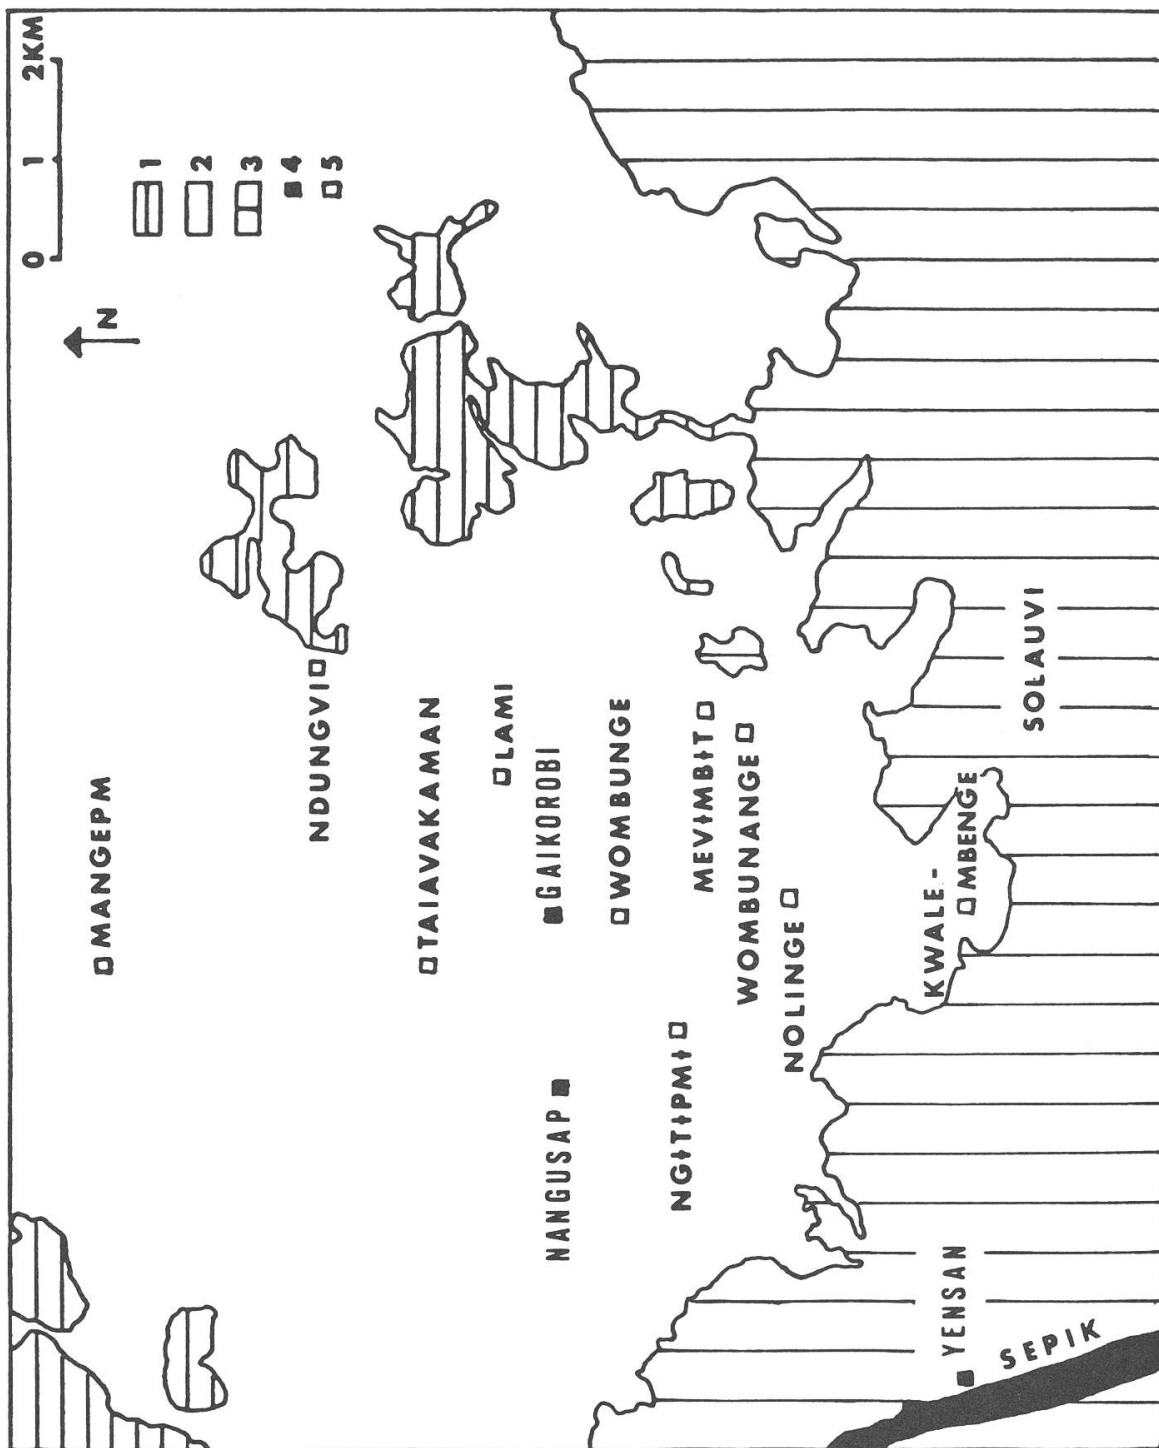 0 1 2KM
N
MANGEPM
1
2
3
4
5
NDUNGVI
TAIAVAKAMAN
LAMI
GAIKOROBI
NANGUSAP
WOMBUNGE
NGƗTƗPMƗ
MEVƗMBƗT
WOMBUNANGE
NOLINGE
KWALE-
MBENGE
YENSAN
SOLAUVI
SEPIK